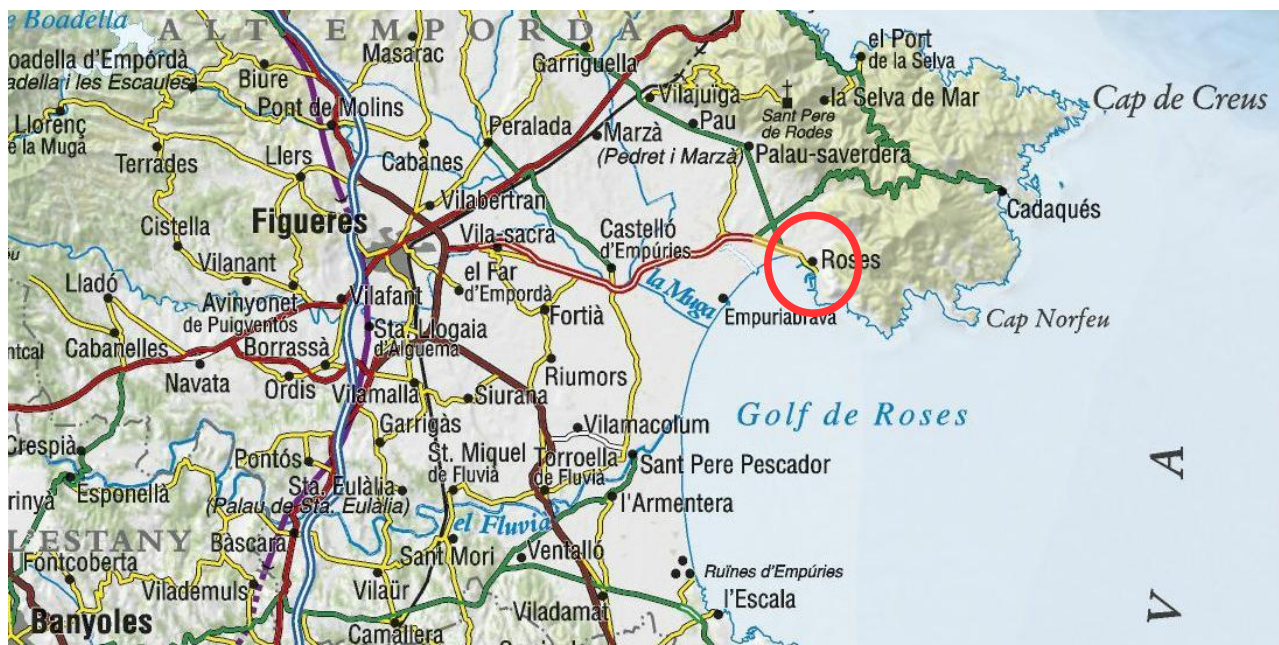 e Boadella
ALT EMPORDÀ
Masarac
el Port
de la Selva
oadella d'Empordà
adella i les Escaules
Biure
Garriguella
Vilajuïga
la Selva de Mar
Cap de Creus
Llorenç
e la Muga
Pont de Molins
Peralada
Marzà
(Pedret i Marzà)
Pau
Sant Pere
de Rodes
Palau-saverdera
Terrades
Llers
Cabanes
Vilabertran
Cadaqués
Cistella
Figueres
Vila-sacra
Castelló
d'Empúries
Roses
Vilanant
el Far
d'Empordà
la Muga
Empuriabrava
Cap Norfeu
Lladó
Avinyonet
de Puigventós
Vilafant
Fortià
Sta. Llogaia
d'Alguema
ntcal
Cabanelles
Borrassà
Navata
Ordis
Vilamalla
Siurana
Riumors
Golf de Roses
Garrigàs
Vilamacolum
Crespià
Pontós
St. Miquel
de Fluvià
Torroella
de Fluvià
Sant Pere Pescador
rinyà
Esponellà
Sta. Eulàlia
(Palau de Sta. Eulàlia)
l'Armentera
el Fluvià
L'ESTANY
Bàscara
Sant Mori
Ventalló
Fontcoberta
Vilademuls
Vilaür
Ruïnes d'Empúries
l'Escala
Viladamat
Banyoles
Camallera
V A